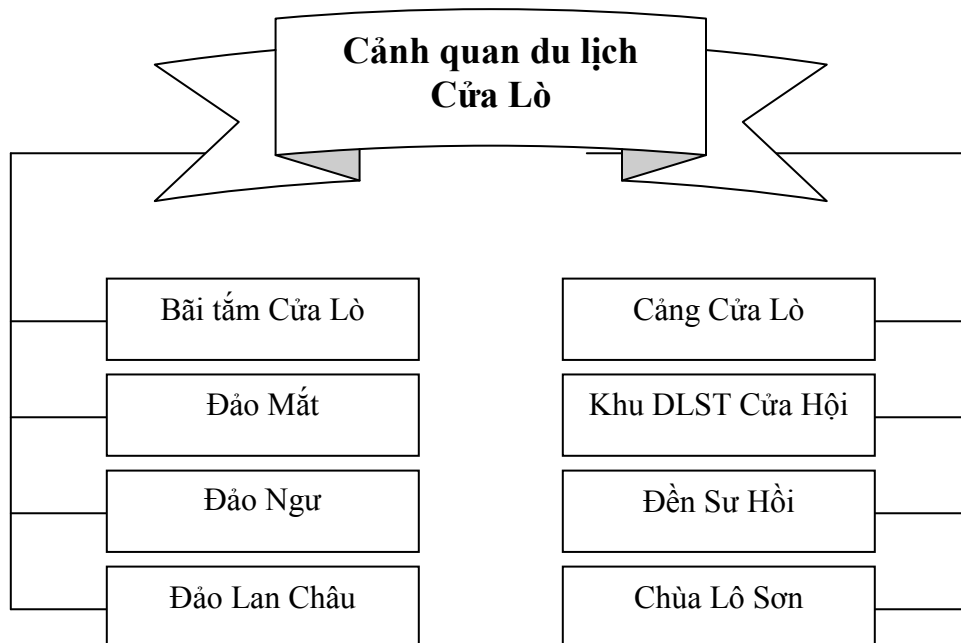 Cảnh quan du lịch
Cửa Lò
Bãi tắm Cửa Lò
Đảo Mắt
Đảo Ngư
Đảo Lan Châu
Cảng Cửa Lò
Khu DLST Cửa Hội
Đền Sư Hồi
Chùa Lô Sơn